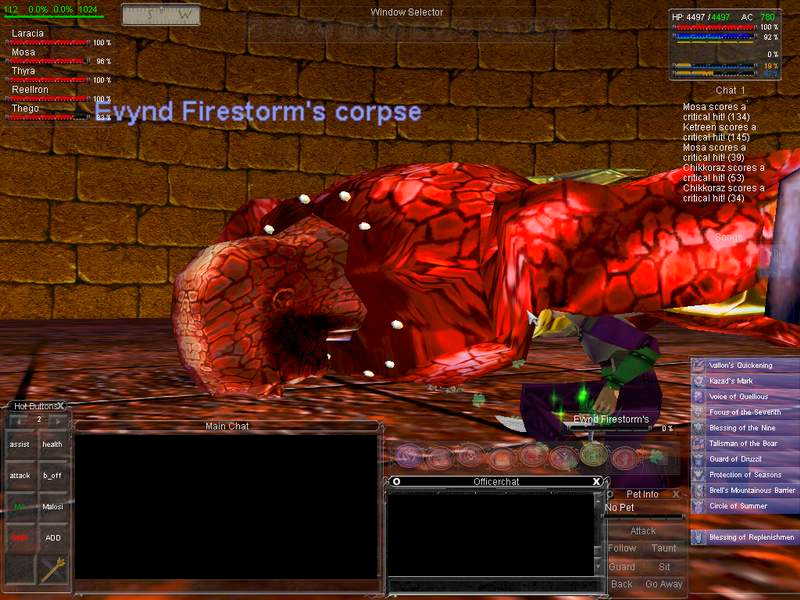 112 0.0% 0.0% 1024
S W
Window Selector
HP: 4497 / 4497 AC 780
100 %
92 %
0 %
19 %
Laracia
100 %
Mosa
96 %
Thyra
100 %
ReelIron
100 %
Thego
83 %
Evynd Firestorm's corpse
Chat 1
Mosa scores a
critical hit! (134)
Ketreen scores a
critical hit! (145)
Mosa scores a
critical hit! (39)
Chikkoraz scores a
critical hit! (53)
Chikkoraz scores a
critical hit! (34)
Songs
Vallon's Quickening
Kazad's Mark
Voice of Quellious
Focus of the Seventh
Blessing of the Nine
Talisman of the Boar
Guard of Druzzil
Protection of Seasons
Brell's Mountainous Barrier
Circle of Summer
Blessing of Replenishmen
Evynd Firestorm's
0 %
Hot Buttons X
2
assist health
attack b_off
Malosi
ADD
Main Chat
Officerchat X
Pet Info X
No Pet
Attack
Follow Taunt
Guard Sit
Back Go Away